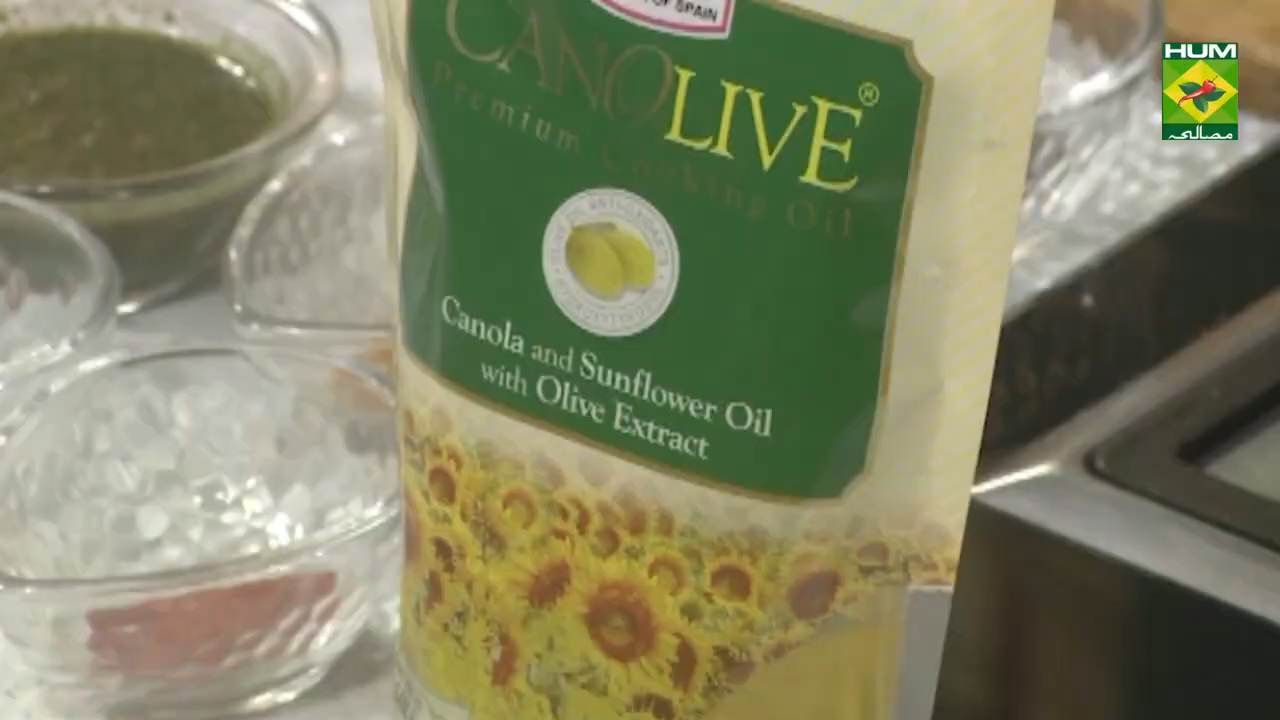 OF SPAIN
HUM
CANOLIVE®
Premium Cooking Oil
مصالحہ
Canola and Sunflower Oil
with Olive Extract